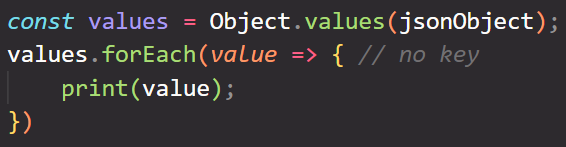 const values = Object.values(jsonObject);
values.forEach(value => { // no key
    print(value);
})